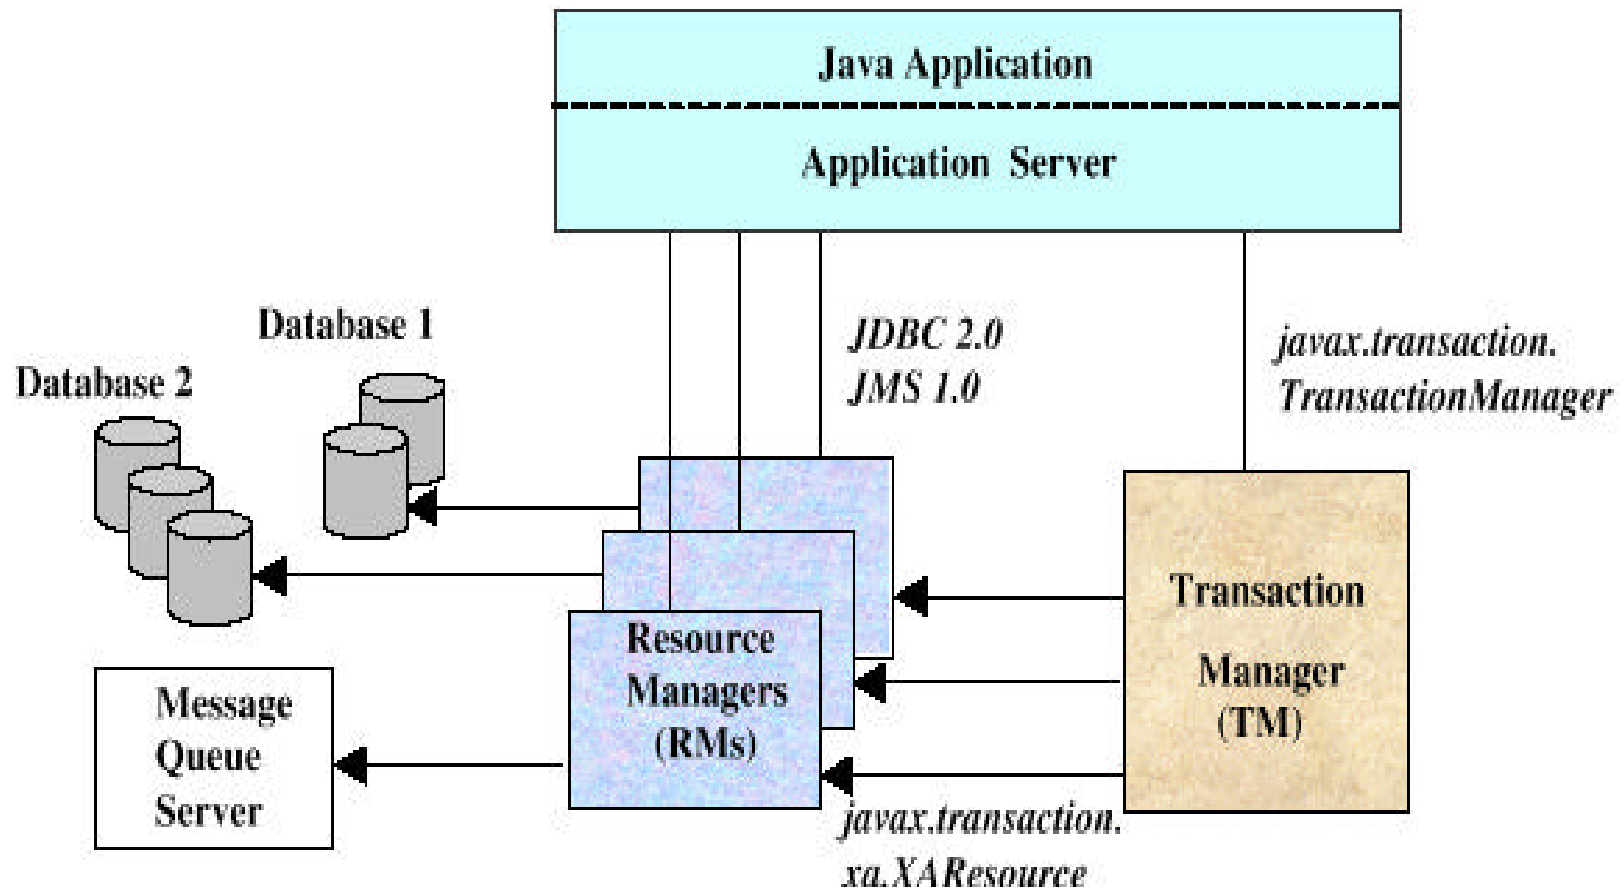 Java Application
Application Server
Database 1
Database 2
JDBC 2.0
JMS 1.0
javax.transaction.
TransactionManager
Resource
Managers
(RMs)
Transaction
Manager
(TM)
Message
Queue
Server
javax.transaction.
xa.XAResource